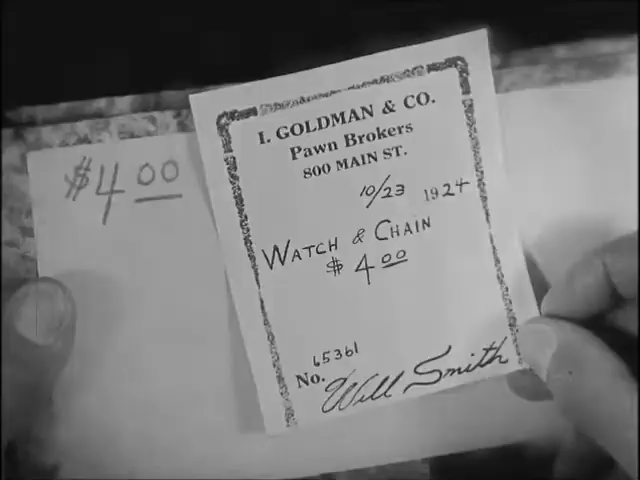 $4 00
I. GOLDMAN & CO.
Pawn Brokers
800 MAIN ST.
10/23 1924
WATCH & CHAIN
$ 4 00
65361
No. Will Smith